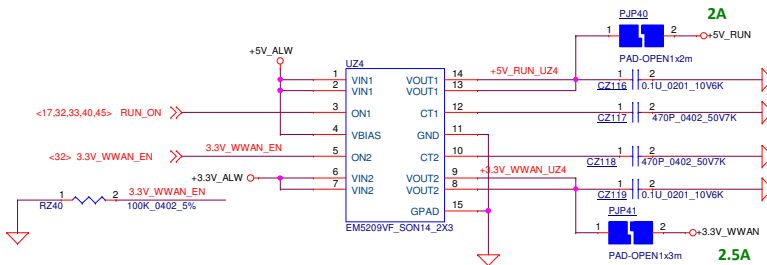 PJP40
2A
1
2
+5V_RUN
PAD-OPEN1x2m
+5V_ALW
UZ4
1
VIN1
VOUT1
14
+5V_RUN_UZ4
1
2
2
VIN1
VOUT1
13
CZ116
0.1U_0201_10V6K
<17,32,33,40,45>
RUN_ON
3
ON1
CT1
12
1
2
CZ117
470P_0402_50V7K
4
VBIAS
GND
11
<32>
3.3V_WWAN_EN
3.3V_WWAN_EN
5
ON2
CT2
10
1
2
CZ118
470P_0402_50V7K
+3.3V_ALW
6
VIN2
VOUT2
9
+3.3V_WWAN_UZ4
7
VIN2
VOUT2
8
1
2
CZ119
0.1U_0201_10V6K
1
2
3.3V_WWAN_EN
RZ40
100K_0402_5%
GPAD
15
EM5209VF_SON14_2X3
PJP41
1
2
+3.3V_WWAN
PAD-OPEN1x3m
2.5A